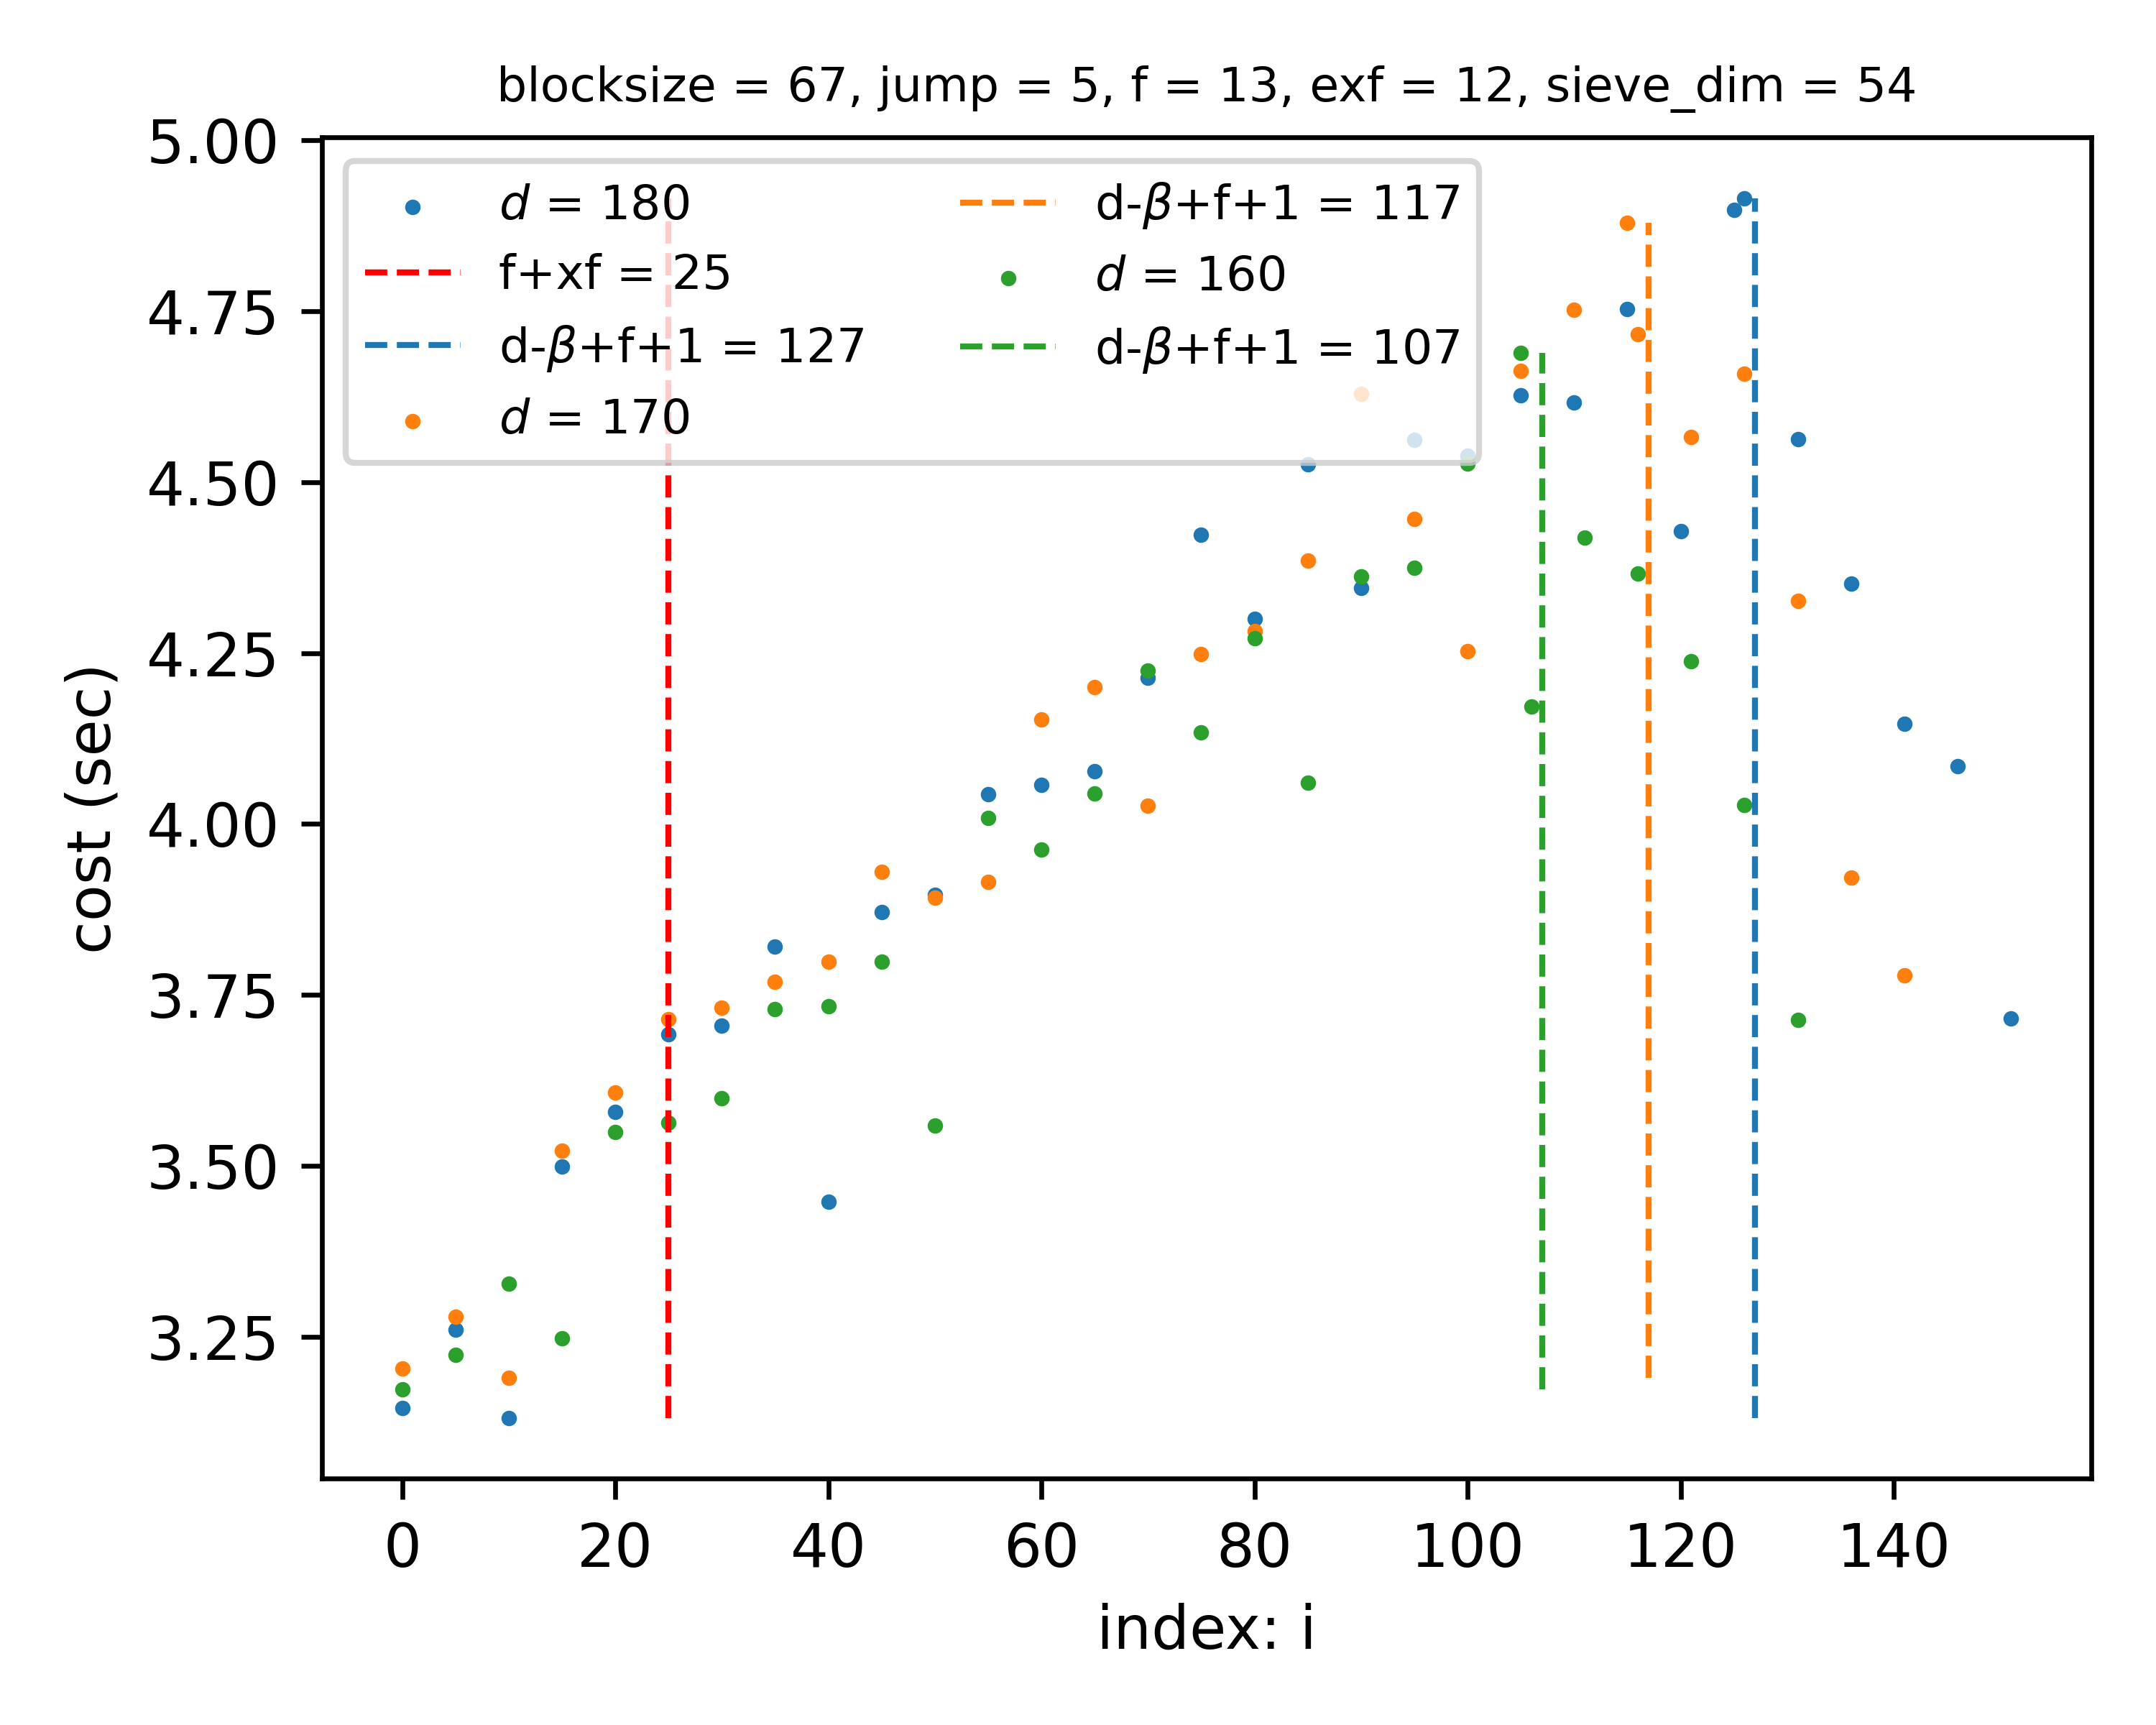 blocksize = 67, jump = 5, f = 13, exf = 12, sieve_dim = 54
5.00
4.75
4.50
4.25
4.00
3.75
3.50
3.25
cost (sec)
d = 180
f+xf = 25
d-β+f+1 = 127
d = 170
d-β+f+1 = 117
d = 160
d-β+f+1 = 107
0 20 40 60 80 100 120 140
index: i